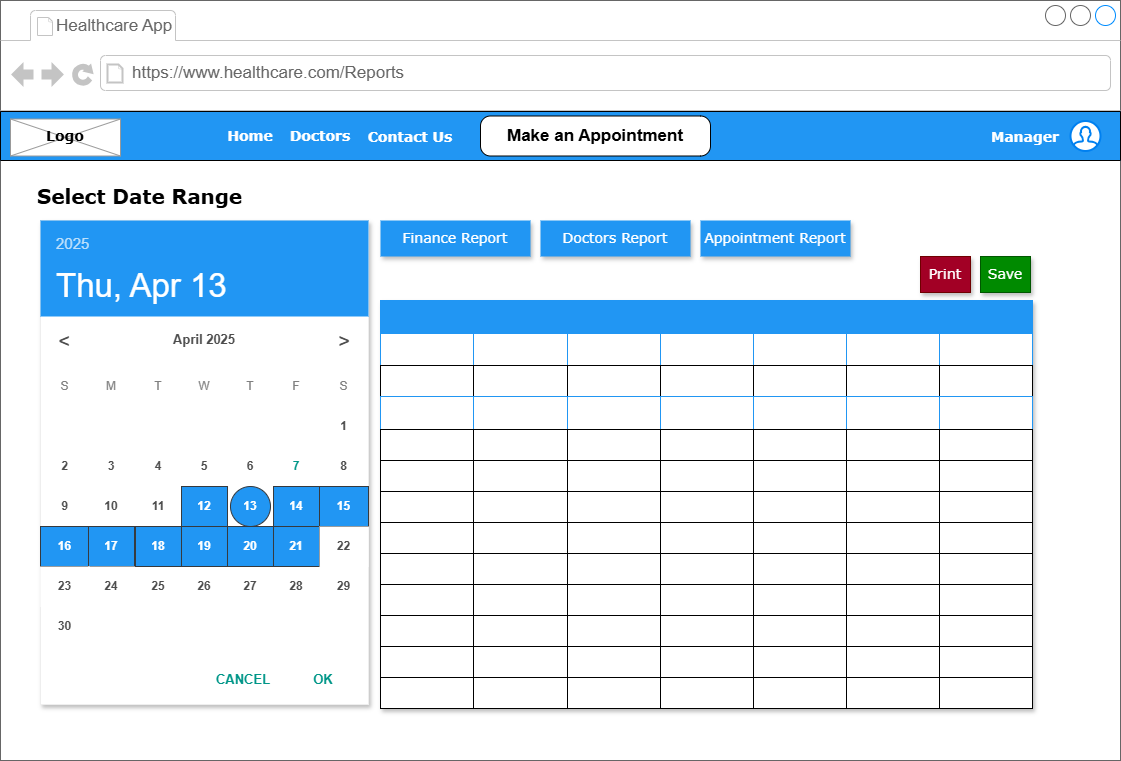 Healthcare App
https://www.healthcare.com/Reports
Logo
Home Doctors Contact Us Make an Appointment Manager
Select Date Range
2025
Thu, Apr 13
< April 2025 >
S M T W T F S
1
2 3 4 5 6 7 8
9 10 11 12 13 14 15
16 17 18 19 20 21 22
23 24 25 26 27 28 29
30
CANCEL OK
Finance Report Doctors Report Appointment Report
Print Save